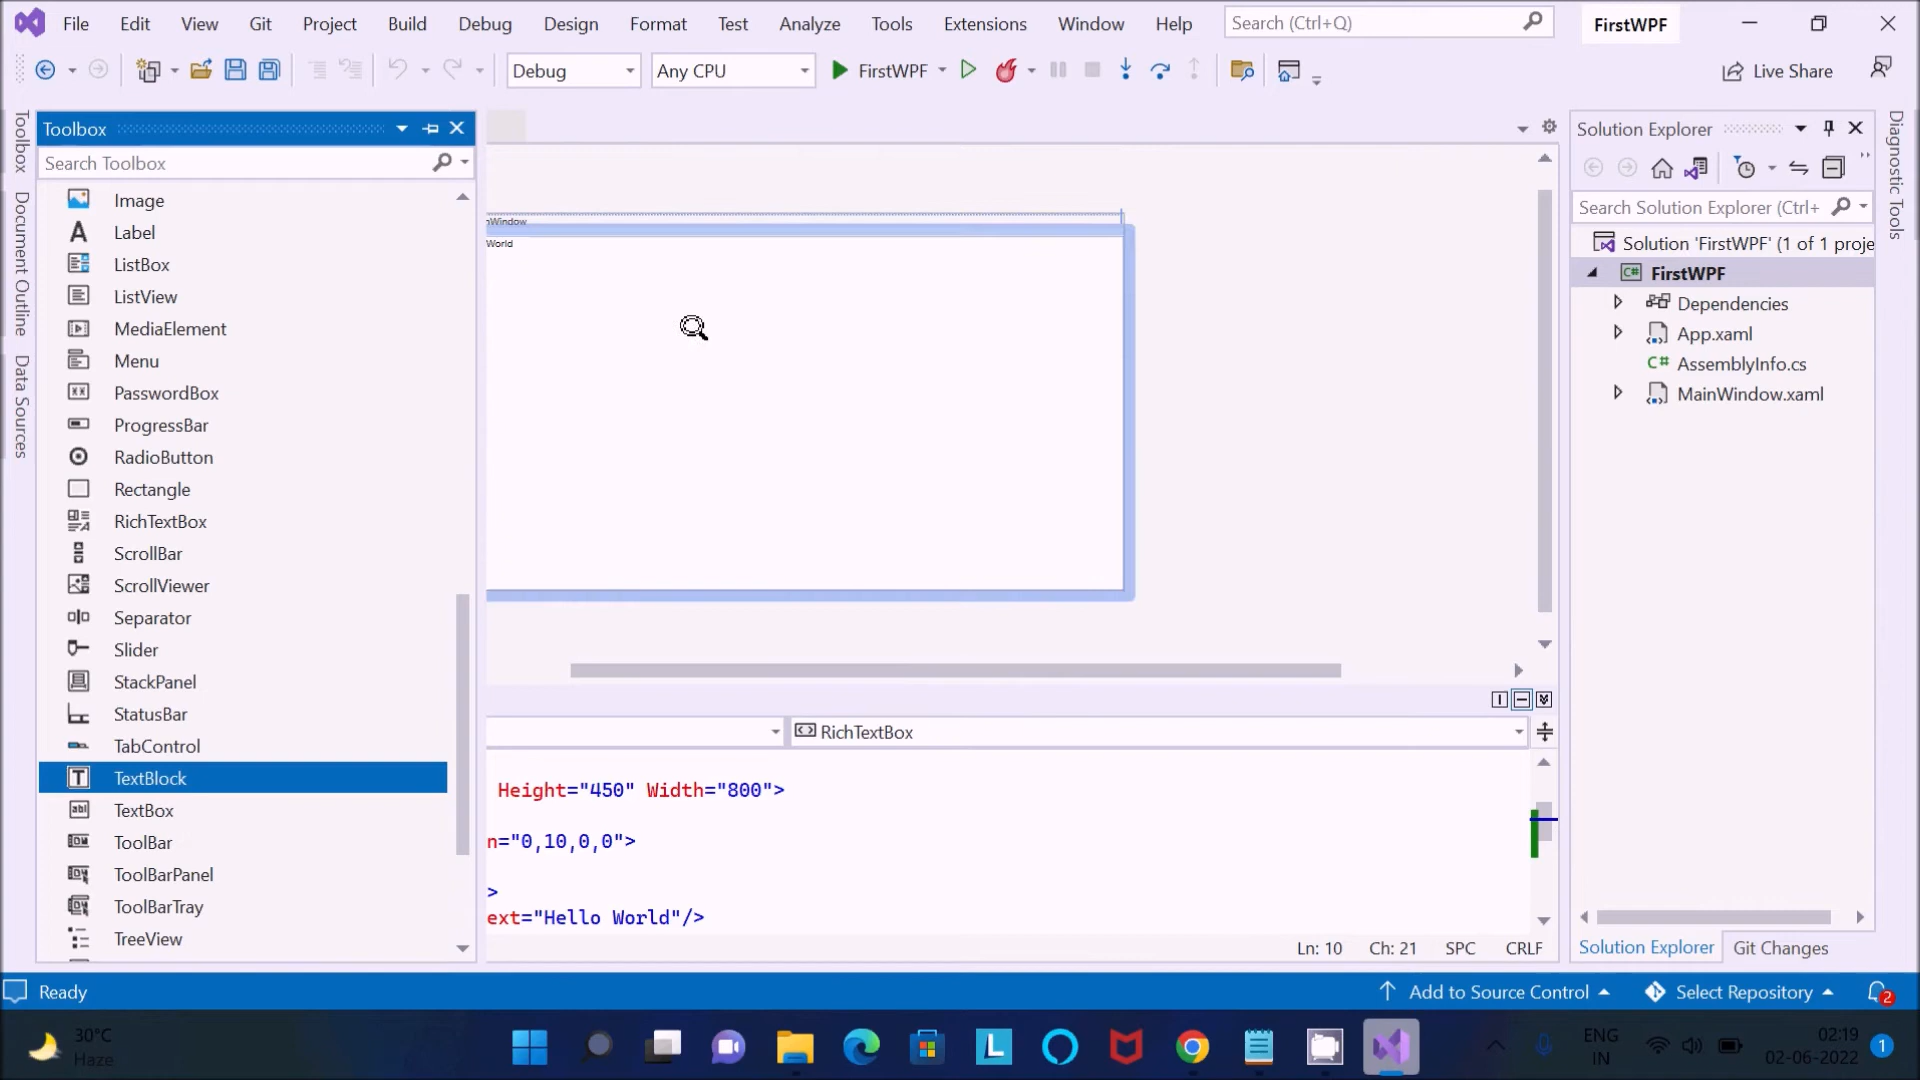 File Edit View Git Project Build Debug Design Format Test Analyze Tools Extensions Window Help Search (Ctrl+Q) FirstWPF
Debug Any CPU FirstWPF Live Share
Toolbox
Document Outline
Data Sources
Toolbox
Search Toolbox
Image
Label
ListBox
ListView
MediaElement
Menu
PasswordBox
ProgressBar
RadioButton
Rectangle
RichTextBox
ScrollBar
ScrollViewer
Separator
Slider
StackPanel
StatusBar
TabControl
TextBlock
TextBox
ToolBar
ToolBarPanel
ToolBarTray
TreeView
nWindow
World
RichTextBox
Height="450" Width="800">
n="0,10,0,0">
>
ext="Hello World"/>
Ln: 10 Ch: 21 SPC CRLF
Solution Explorer
Search Solution Explorer (Ctrl+
Solution 'FirstWPF' (1 of 1 proje
FirstWPF
Dependencies
App.xaml
C# AssemblyInfo.cs
MainWindow.xaml
Solution Explorer Git Changes
Diagnostic Tools
Ready Add to Source Control Select Repository 2
30°C
Haze
ENG
IN
02:19
02-06-2022
1